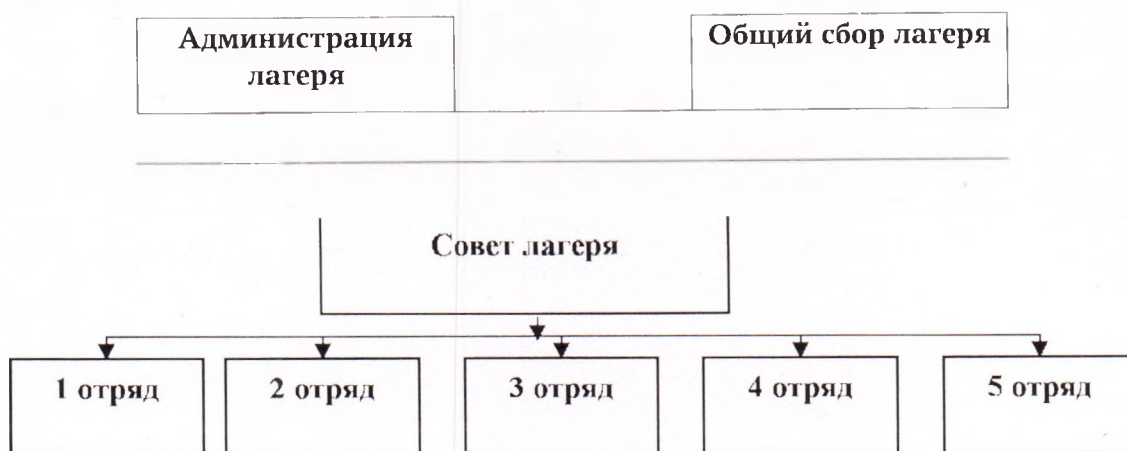 Администрация
лагеря
Общий сбор лагеря
Совет лагеря
1 отряд
2 отряд
3 отряд
4 отряд
5 отряд